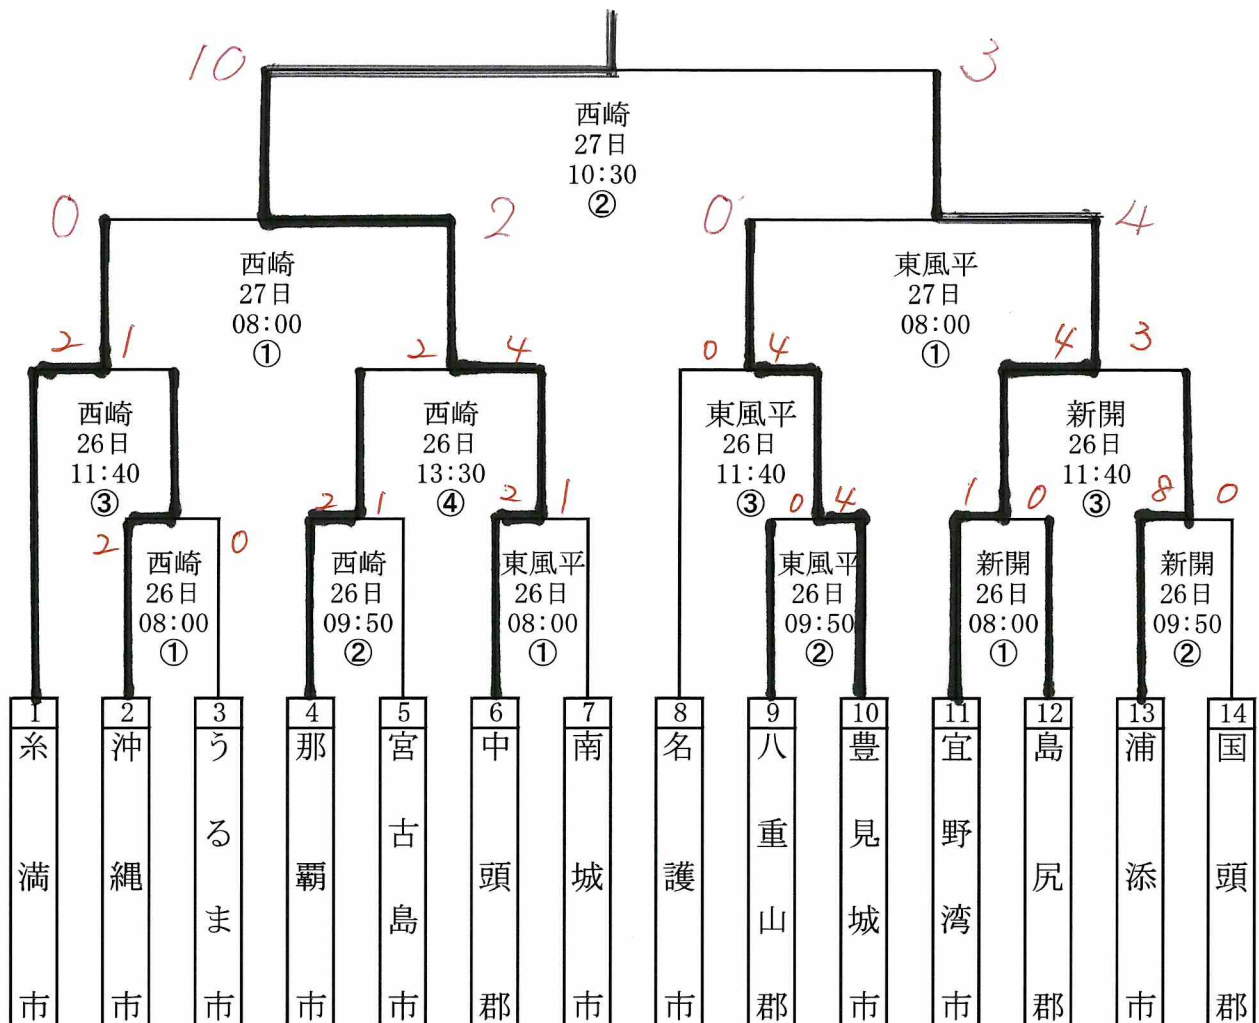 10 3
西崎
27日
10:30
②
0 2 0 4
西崎
27日
08:00
①
東風平
27日
08:00
①
2 1 2 4 0 4 4 3
西崎
26日
11:40
③
西崎
26日
13:30
④
東風平
26日
11:40
③
新開
26日
11:40
③
2 0 2 1 2 1 0 4 1 0 8 0
西崎
26日
08:00
①
西崎
26日
09:50
②
東風平
26日
08:00
①
東風平
26日
09:50
②
新開
26日
08:00
①
新開
26日
09:50
②
1
糸満市
2
沖縄市
3
うるま市
4
那覇市
5
宮古島市
6
中頭郡
7
南城市
8
名護市
9
八重山郡
10
豊見城市
11
宜野湾市
12
島尻郡
13
浦添市
14
国頭郡